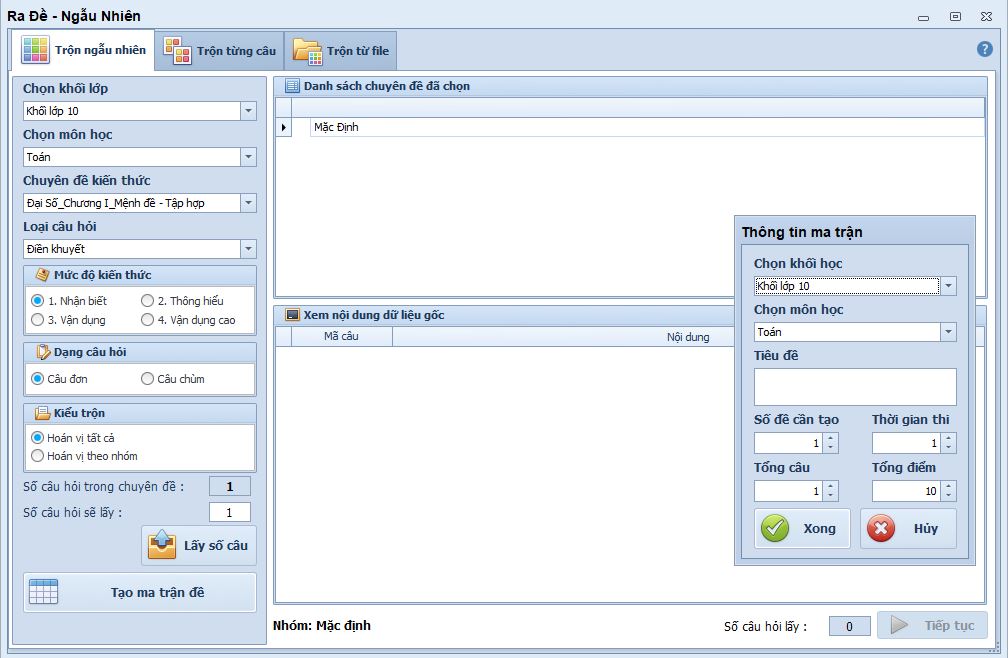 Ra Đề - Ngẫu Nhiên
Trộn ngẫu nhiên
Trộn từng câu
Trộn từ file
Chọn khối lớp
Khối lớp 10
Chọn môn học
Toán
Chuyên đề kiến thức
Đại Số_Chương I_Mệnh đề - Tập hợp
Loại câu hỏi
Điền khuyết
Mức độ kiến thức
1. Nhận biết
2. Thông hiểu
3. Vận dụng
4. Vận dụng cao
Dạng câu hỏi
Câu đơn
Câu chùm
Kiểu trộn
Hoán vị tất cả
Hoán vị theo nhóm
Số câu hỏi trong chuyên đề :
1
Số câu hỏi sẽ lấy :
1
Lấy số câu
Tạo ma trận đề
Danh sách chuyên đề đã chọn
Mặc Định
Xem nội dung dữ liệu gốc
Mã câu
Nội dung
Thông tin ma trận
Chọn khối học
Khối lớp 10
Chọn môn học
Toán
Tiêu đề
Số đề cần tạo
Thời gian thi
1
1
Tổng câu
Tổng điểm
1
10
Xong
Hủy
Nhóm: Mặc định
Số câu hỏi lấy :
0
Tiếp tục